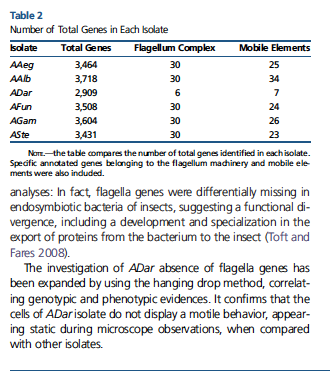 Table 2
Number of Total Genes in Each Isolate
Isolate Total Genes Flagellum Complex Mobile Elements
AAeg 3,464 30 25
AAlb 3,718 30 34
ADar 2,909 6 7
AFun 3,508 30 24
AGam 3,604 30 26
ASte 3,431 30 23
NOTE.—the table compares the number of total genes identified in each isolate.
Specific annotated genes belonging to the flagellum machinery and mobile ele-
ments were also included.
analyses: In fact, flagella genes were differentially missing in
endosymbiotic bacteria of insects, suggesting a functional di-
vergence, including a development and specialization in the
export of proteins from the bacterium to the insect (Toft and
Fares 2008).
The investigation of ADar absence of flagella genes has
been expanded by using the hanging drop method, correlat-
ing genotypic and phenotypic evidences. It confirms that the
cells of ADar isolate do not display a motile behavior, appear-
ing static during microscope observations, when compared
with other isolates.